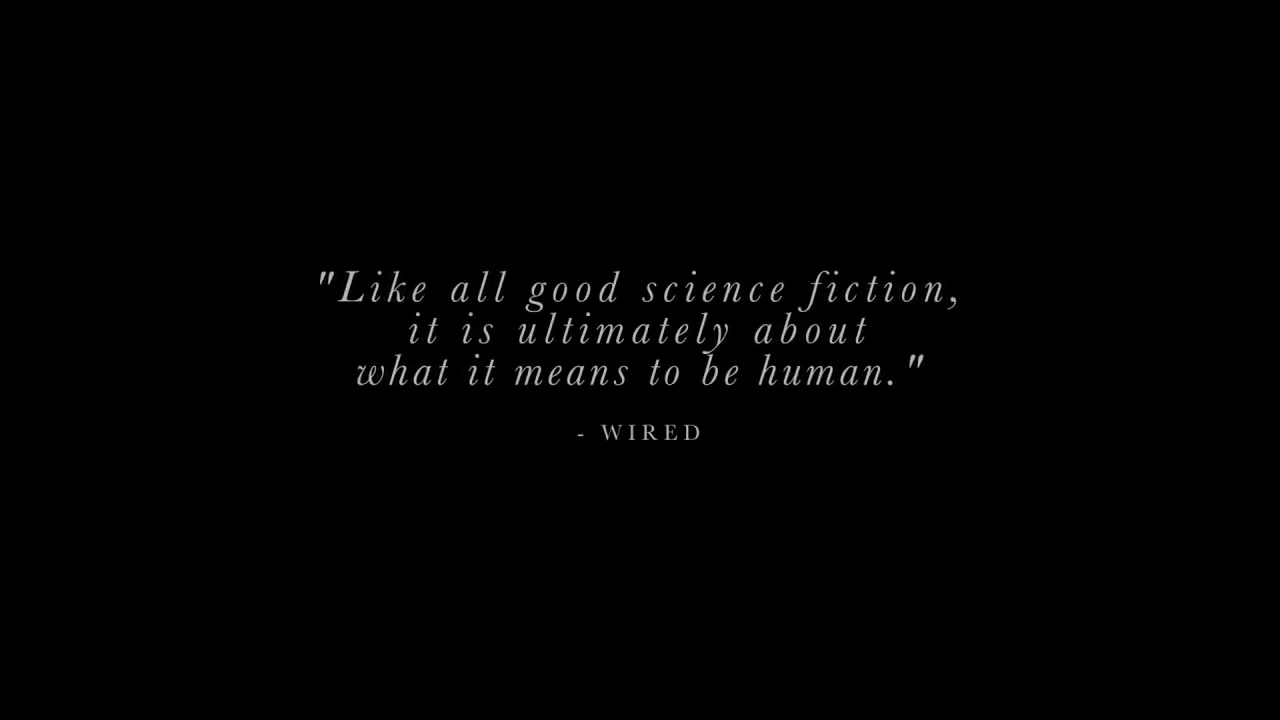 "Like all good science fiction,
it is ultimately about
what it means to be human."
- WIRED